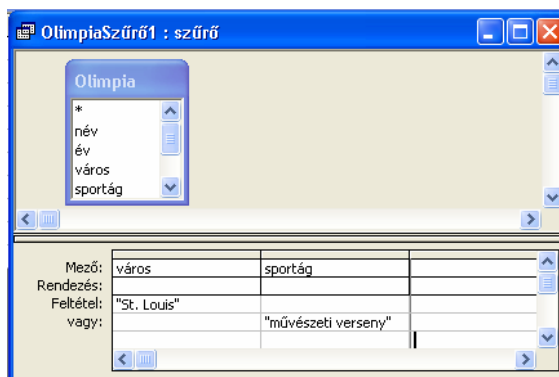 OlimpiaSzűrő1 : szűrő
Olimpia
*
név
év
város
sportág
Mező: város sportág
Rendezés:
Feltétel: "St. Louis"
vagy: "művészeti verseny"